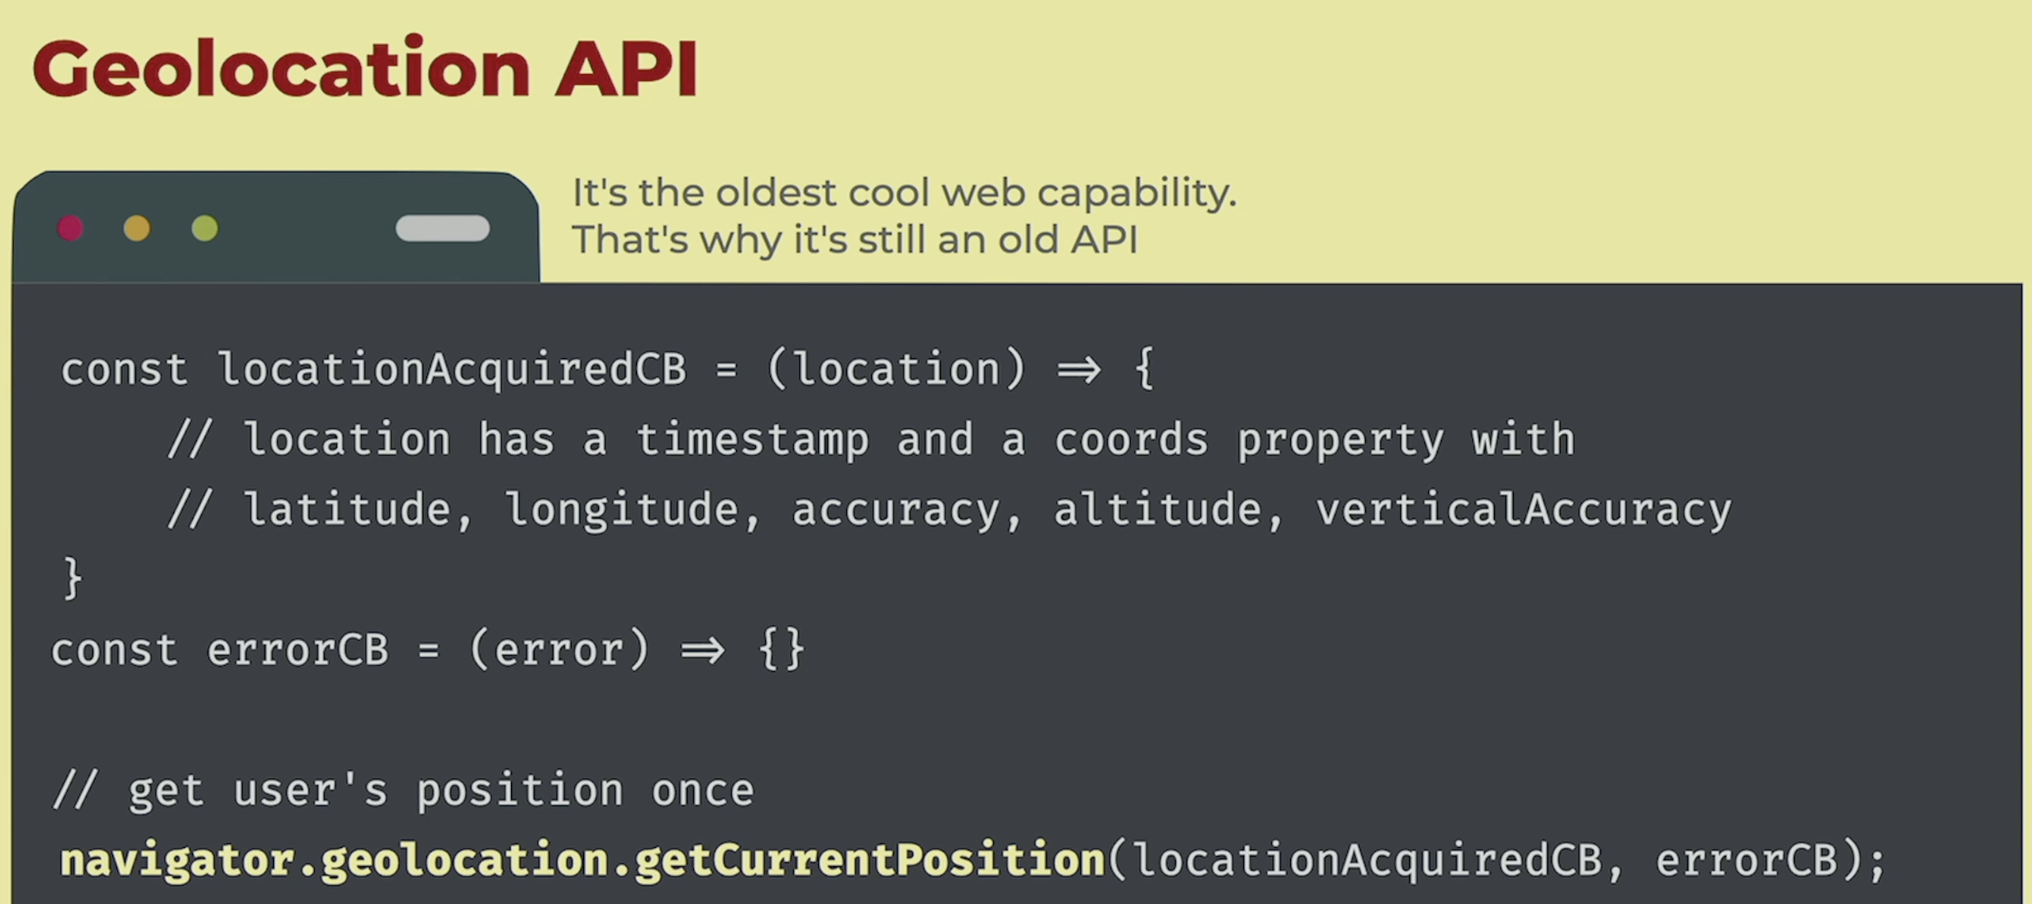 Geolocation API
It's the oldest cool web capability.
That's why it's still an old API
const locationAcquiredCB = (location) => {
    // location has a timestamp and a coords property with
    // latitude, longitude, accuracy, altitude, verticalAccuracy
}
const errorCB = (error) => {}
// get user's position once
navigator.geolocation.getCurrentPosition(locationAcquiredCB, errorCB);